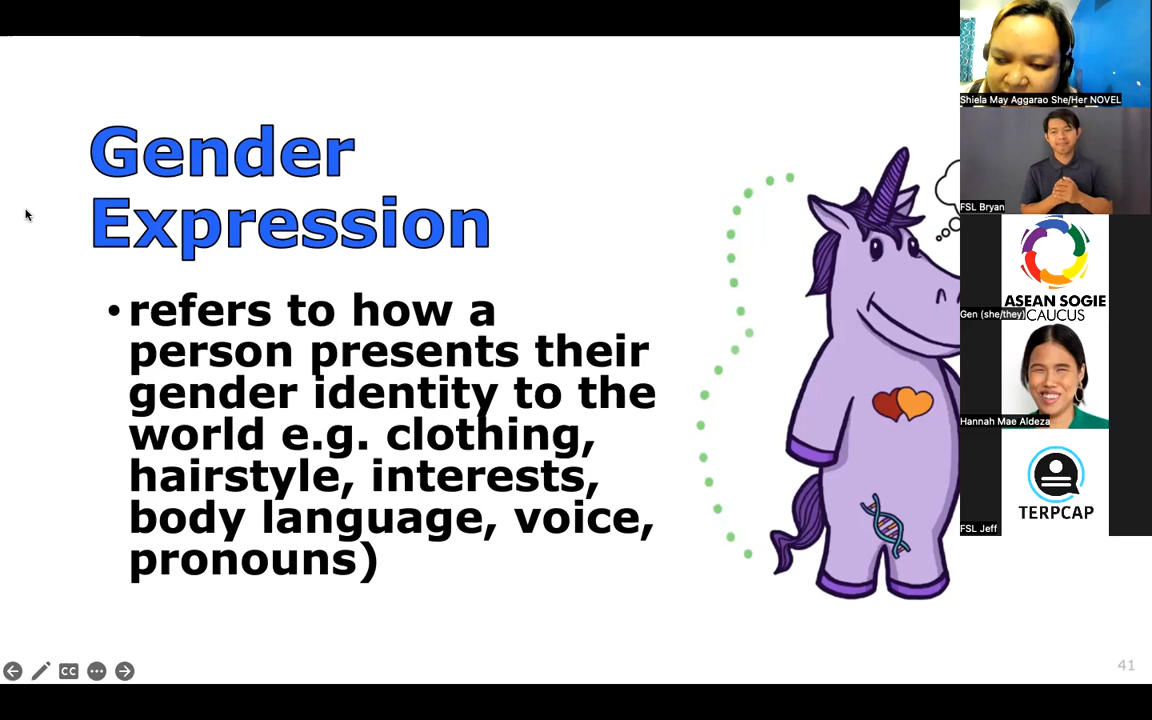 Gender
Expression
• refers to how a
person presents their
gender identity to the
world e.g. clothing,
hairstyle, interests,
body language, voice,
pronouns)
41
CC
Shiela May Aggarao She/Her NOVEL
FSL Bryan
ASEAN SOGIE
CAUCUS
Gen (she/they)
Hannah Mae Aldeza
TERPCAP
FSL Jeff